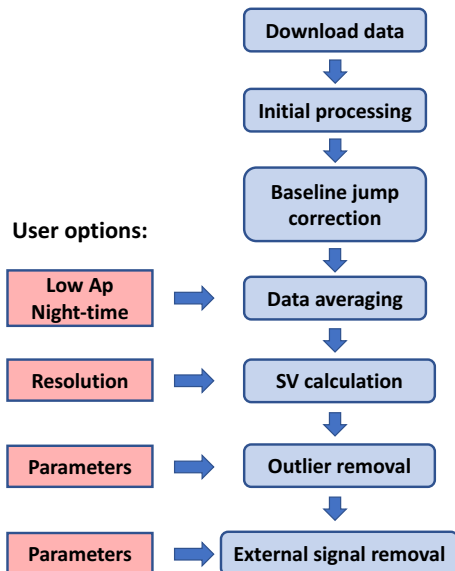 Download data
Initial processing
Baseline jump
correction
User options:
Low Ap
Night-time
Data averaging
Resolution
SV calculation
Parameters
Outlier removal
Parameters
External signal removal